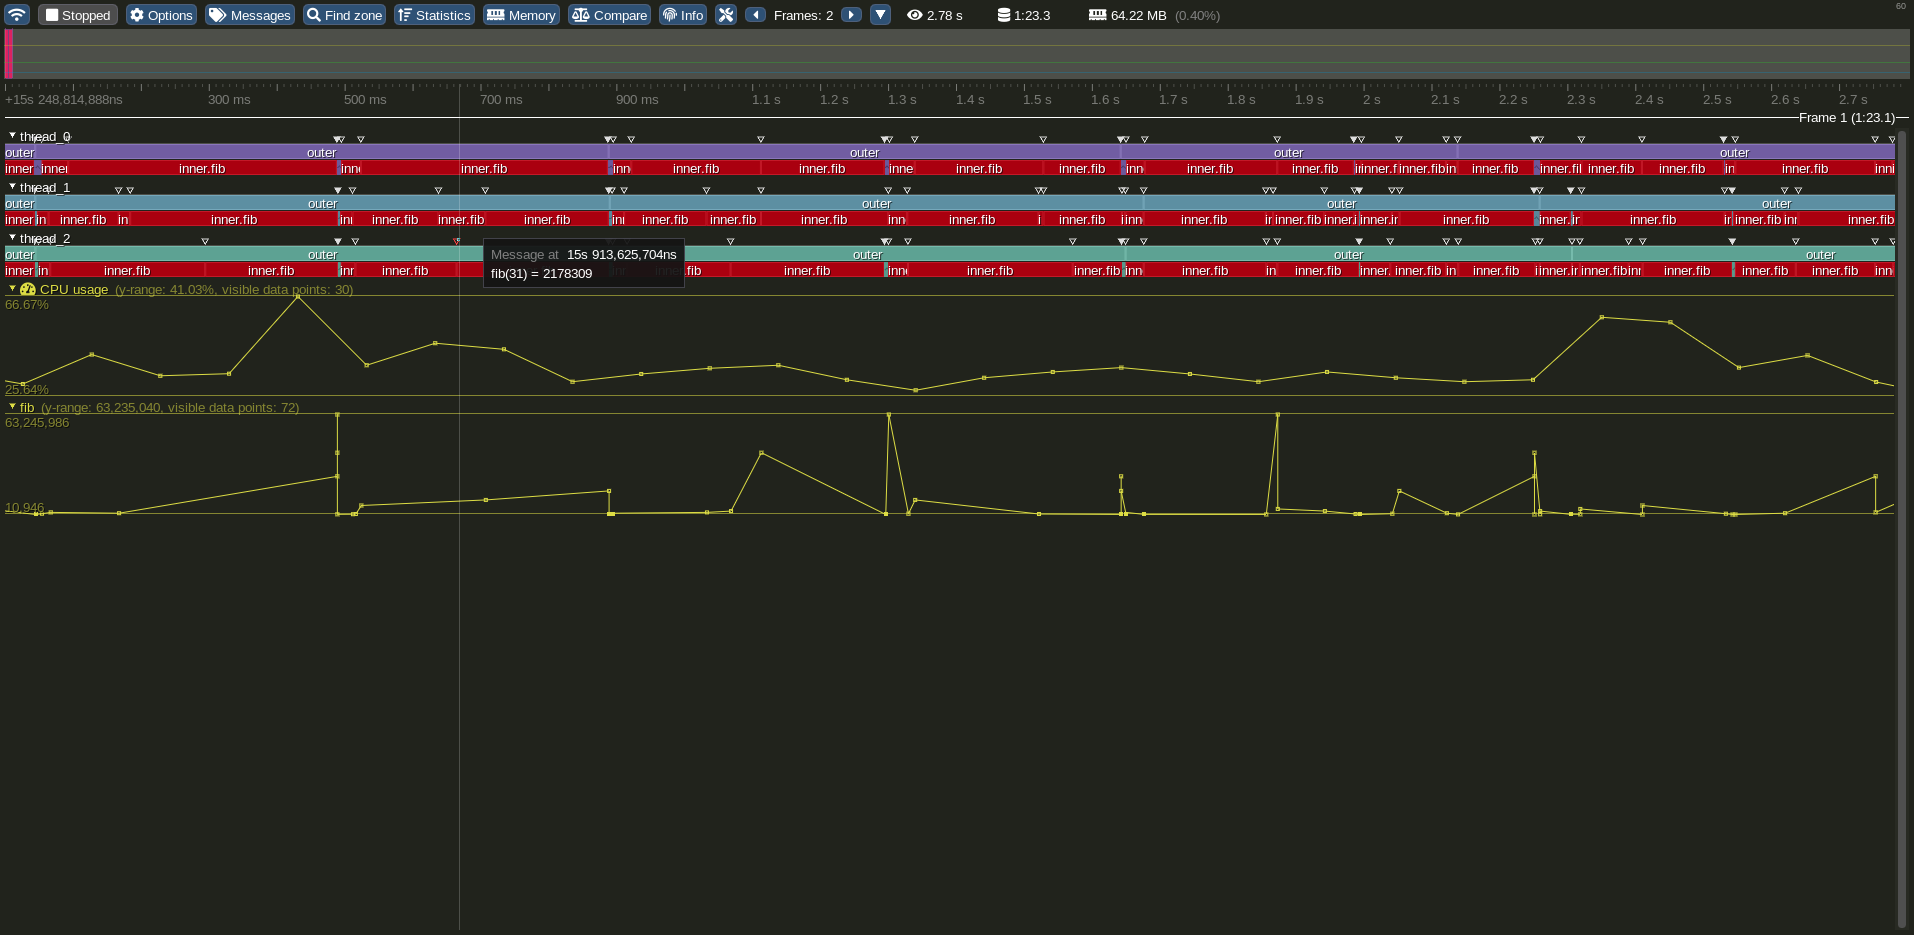 Stopped Options Messages Find zone Statistics Memory Compare Info Frames: 2 2.78 s 1:23.3 64.22 MB (0.40%) 60
+15s 248,814,888ns 300 ms 500 ms 700 ms 900 ms 1.1 s 1.2 s 1.3 s 1.4 s 1.5 s 1.6 s 1.7 s 1.8 s 1.9 s 2 s 2.1 s 2.2 s 2.3 s 2.4 s 2.5 s 2.6 s 2.7 s
Frame 1 (1:23.1)
thread_0
outer outer outer outer outer
inner inner inner.fib inn inner.fib inn inner.fib inner.fib inne inner.fib inner.fib inn inner.fib inner.fib inner.f inner.fib in inner.fib inner.fil inner.fib inner.fib in inner.fib inni
thread_1
outer outer outer outer outer
inner in inner.fib in inner.fib ini inner.fib inner.fib inner.fib ini inner.fib inner.fib inner.fib inn inner.fib i inner.fib inn inner.fib ir inner.fib inner.i inner.ir inner.fib inner. ir inner.fib ir inner.fib inr inner.fib
thread_2
outer outer outer outer outer
inner in inner.fib inner.fib inr inner.fib .fib inner.fib inne inner.fib inner.fib inne inner.fib in inner.fib inner. inner.fib in inner.fib inner.ir inner.fib inr inner.fib inner.fib inner.fib inn
Message at 15s 913,625,704ns
fib(31) = 2178309
CPU usage (y-range: 41.03%, visible data points: 30)
66.67%
25.64%
fib (y-range: 63,235,040, visible data points: 72)
63,245,986
10,946